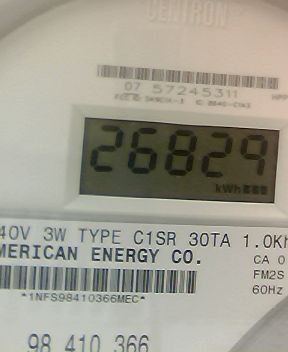 CENTRON
07 57245311
26829
kWh
40V 3W TYPE C1SR 30TA 1.0Kh
MERICAN ENERGY CO.
CA 0
FM2S
60Hz
*1NFS98410366MEC*
98 410 366